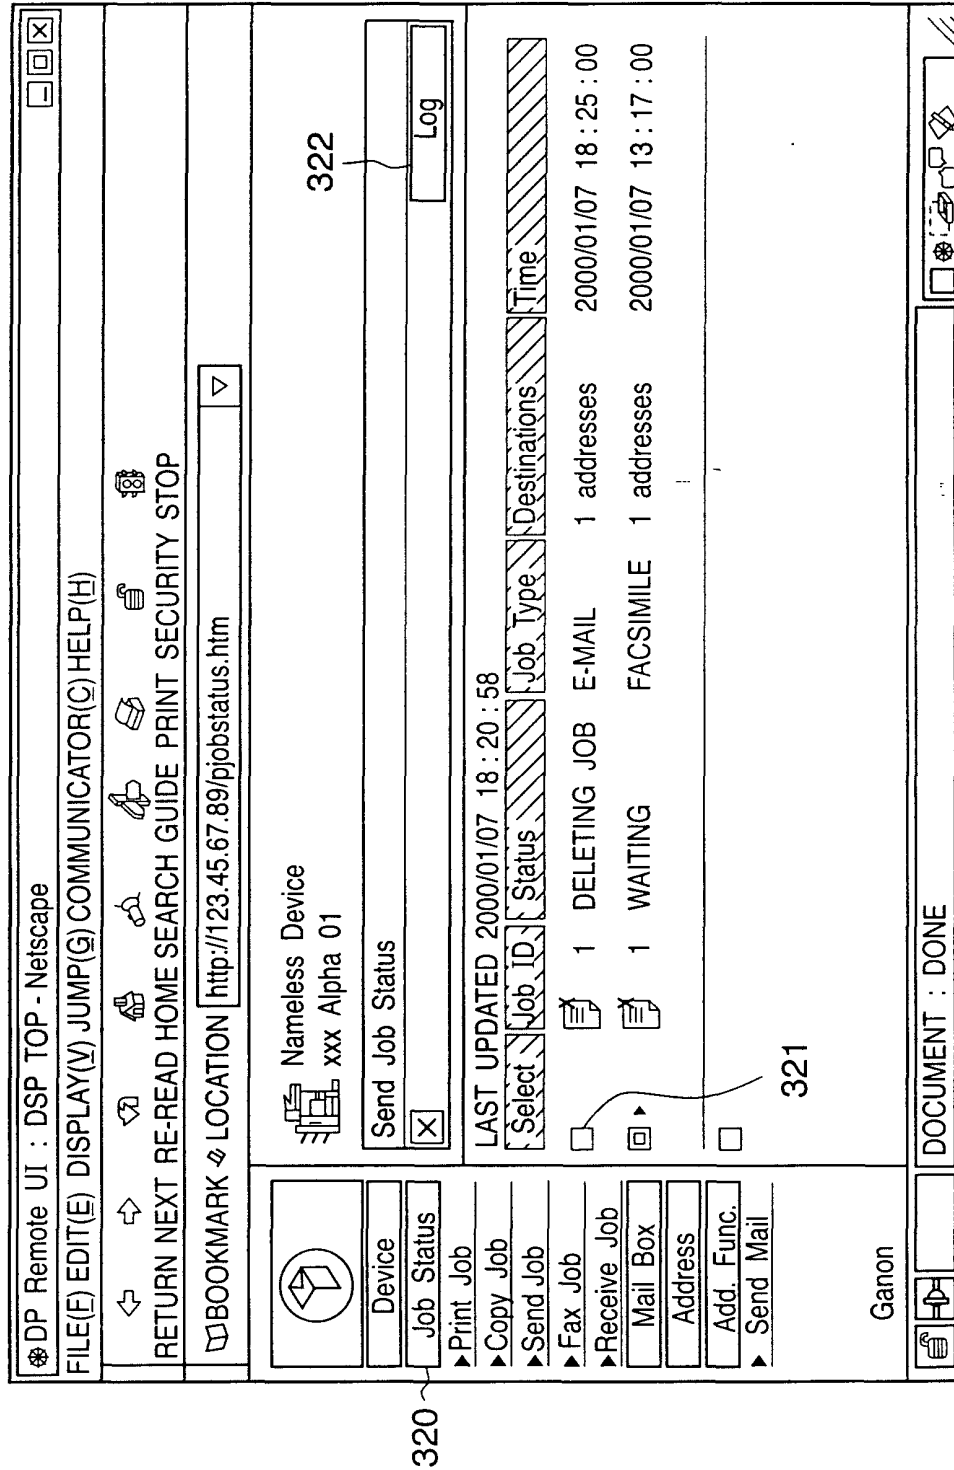 DP Remote UI : DSP TOP - Netscape
FILE(F) EDIT(E) DISPLAY(V) JUMP(G) COMMUNICATOR(C) HELP(H)
RETURN NEXT RE-READ HOME SEARCH GUIDE PRINT SECURITY STOP
BOOKMARK LOCATION http://123.45.67.89/pjobstatus.htm
Device
320
Job Status
▶Print Job
▶Copy Job
▶Send Job
▶Fax Job
▶Receive Job
Mail Box
Address
Add. Func.
▶Send Mail
Ganon
Nameless Device
xxx Alpha 01
322
Send Job Status
Log
LAST UPDATED 2000/01/07 18 : 20 : 58
Select Job ID Status Job Type Destinations Time
1 DELETING JOB E-MAIL 1 addresses 2000/01/07 18 : 25 : 00
1 WAITING FACSIMILE 1 addresses 2000/01/07 13 : 17 : 00
321
DOCUMENT : DONE